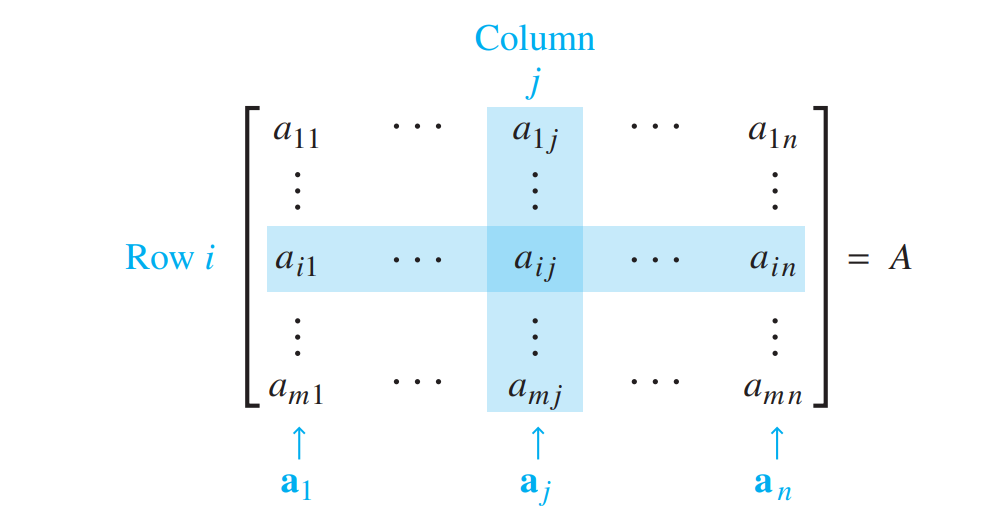 Column
j
a₁₁ · · · a₁ⱼ · · · a₁ₙ
⋮ ⋮ ⋮
Row i aᵢ₁ · · · aᵢⱼ · · · aᵢₙ = A
⋮ ⋮ ⋮
aₘ₁ · · · aₘⱼ · · · aₘₙ
↑ ↑ ↑
a₁ aⱼ aₙ